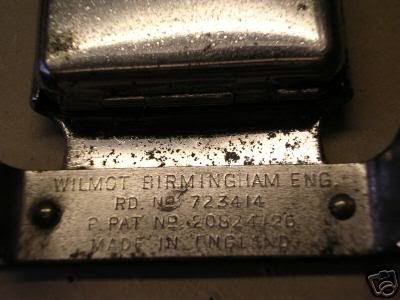 WILMOT BIRMINGHAM ENG.
RD. No 723414
P. PAT No 20824/26
MADE IN ENGLAND